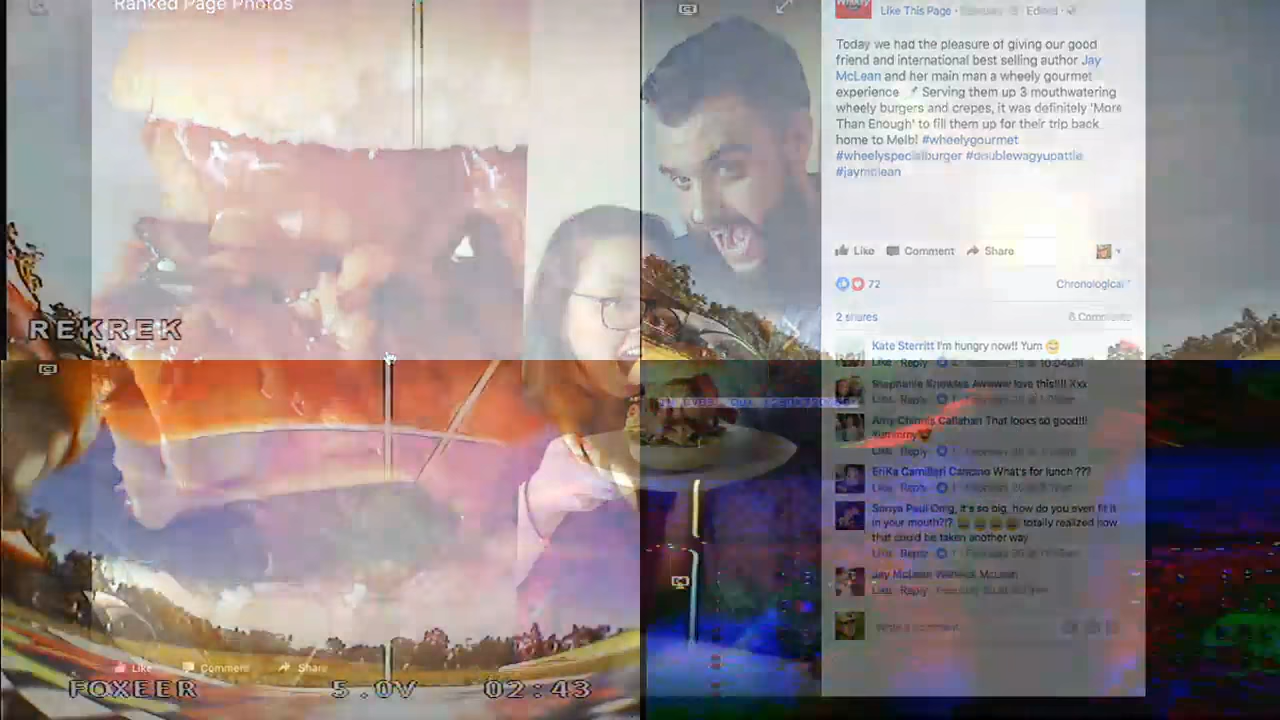 Ranked Page Photos
Like This Page
Edited
Today we had the pleasure of giving our good
friend and international best selling author Jay
McLean and her main man a wheely gourmet
experience Serving them up 3 mouthwatering
wheely burgers and crepes, it was definitely 'More
Than Enough' to fill them up for their trip back
home to Melb! #wheelygourmet
#wheelyspecialburger #doublewagyupattie
#jaymclean
Like Comment Share
72 Chronological
2 shares 6 Comments
Kate Sterritt I'm hungry now!! Yum
Like Reply
Stephanie Knowles Awwww love this!!!! Xxx
Like Reply
Callahan That looks so good!!!
Yummmy
Like Reply
Erika Camilleri Cancino What's for lunch ???
Like Reply
Sonya Paul Omg, it's so big, how do you even fit it
in your mouth?!? totally realized how
that could be taken another way
Like Reply
Jay McLean McLean
Like Reply
Write a comment
REKREK
Like Comment Share
FOXEER 5.0V 02:43